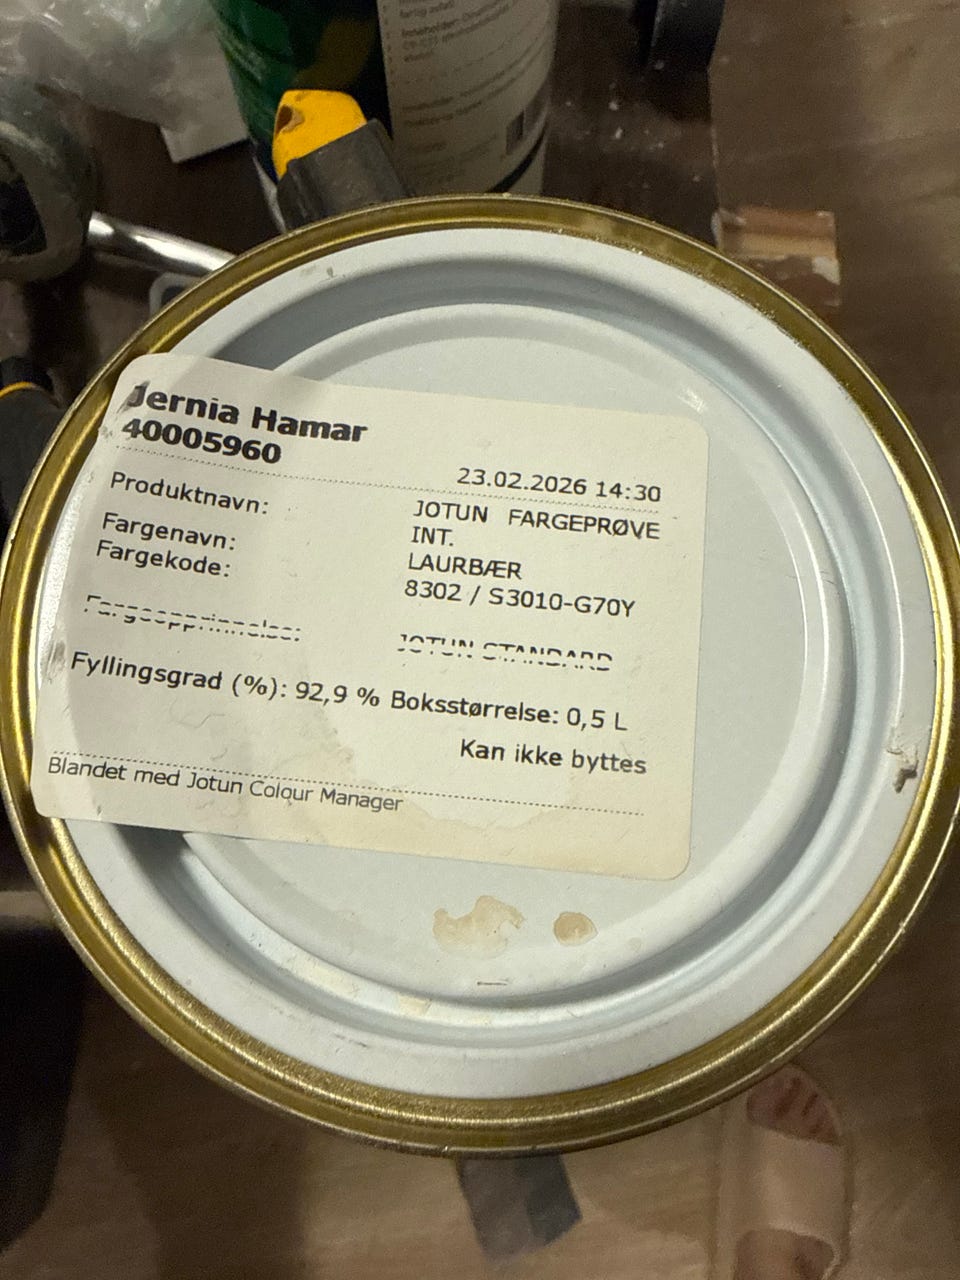 Jernia Hamar
40005960
23.02.2026 14:30
Produktnavn: JOTUN FARGEPRØVE
INT.
Fargenavn: LAURBÆR
Fargekode: 8302 / S3010-G70Y
Fargeopprinnelse: JOTUN STANDARD
Fyllingsgrad (%): 92,9 % Boksstørrelse: 0,5 L
Kan ikke byttes
Blandet med Jotun Colour Manager